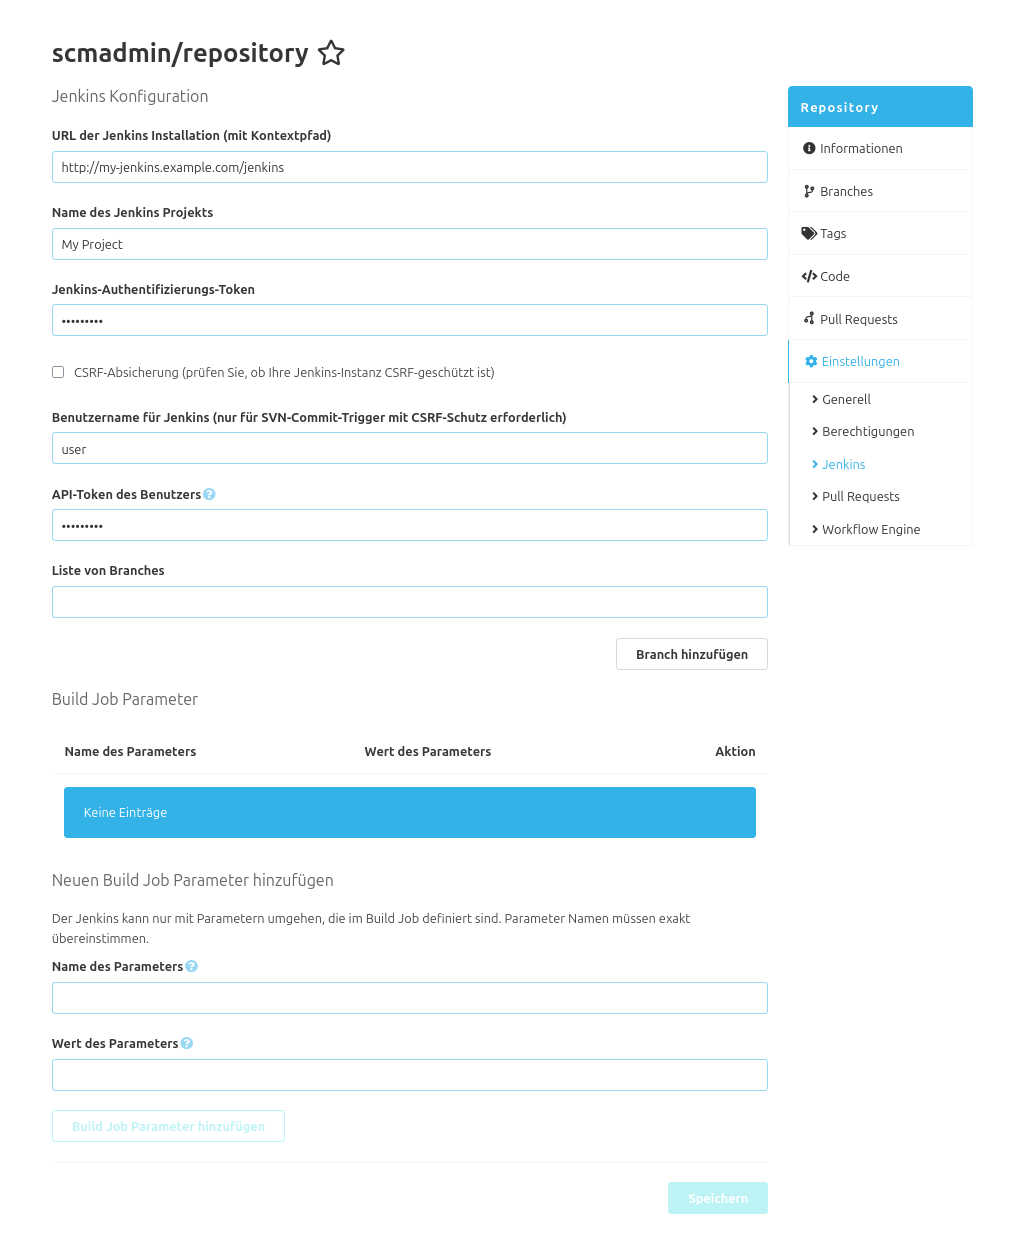 scmadmin/repository
Jenkins Konfiguration
URL der Jenkins Installation (mit Kontextpfad)
http://my-jenkins.example.com/jenkins
Name des Jenkins Projekts
My Project
Jenkins-Authentifizierungs-Token
•••••••••
CSRF-Absicherung (prüfen Sie, ob Ihre Jenkins-Instanz CSRF-geschützt ist)
Benutzername für Jenkins (nur für SVN-Commit-Trigger mit CSRF-Schutz erforderlich)
user
API-Token des Benutzers
•••••••••
Liste von Branches
Branch hinzufügen
Build Job Parameter
Name des Parameters Wert des Parameters Aktion
Keine Einträge
Neuen Build Job Parameter hinzufügen
Der Jenkins kann nur mit Parametern umgehen, die im Build Job definiert sind. Parameter Namen müssen exakt
übereinstimmen.
Name des Parameters
Wert des Parameters
Build Job Parameter hinzufügen
Speichern
Repository
Informationen
Branches
Tags
Code
Pull Requests
Einstellungen
Generell
Berechtigungen
Jenkins
Pull Requests
Workflow Engine